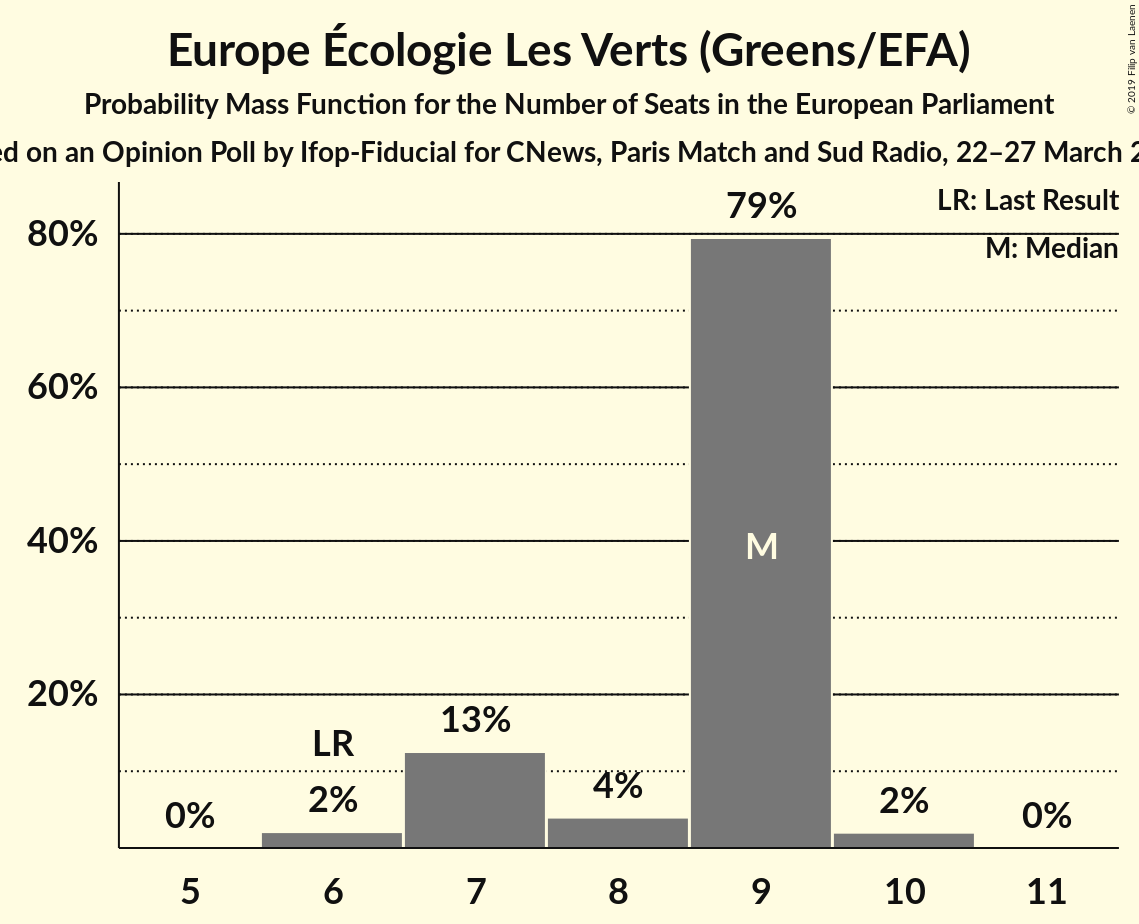 Europe Écologie Les Verts (Greens/EFA)
Probability Mass Function for the Number of Seats in the European Parliament
on an Opinion Poll by Ifop-Fiducial for CNews, Paris Match and Sud Radio, 22–27 March
© 2019 Filip van Laenen
LR: Last Result
M: Median
80%
60%
40%
20%
0%
LR
2%
13%
4%
79%
M
2%
0%
5 6 7 8 9 10 11